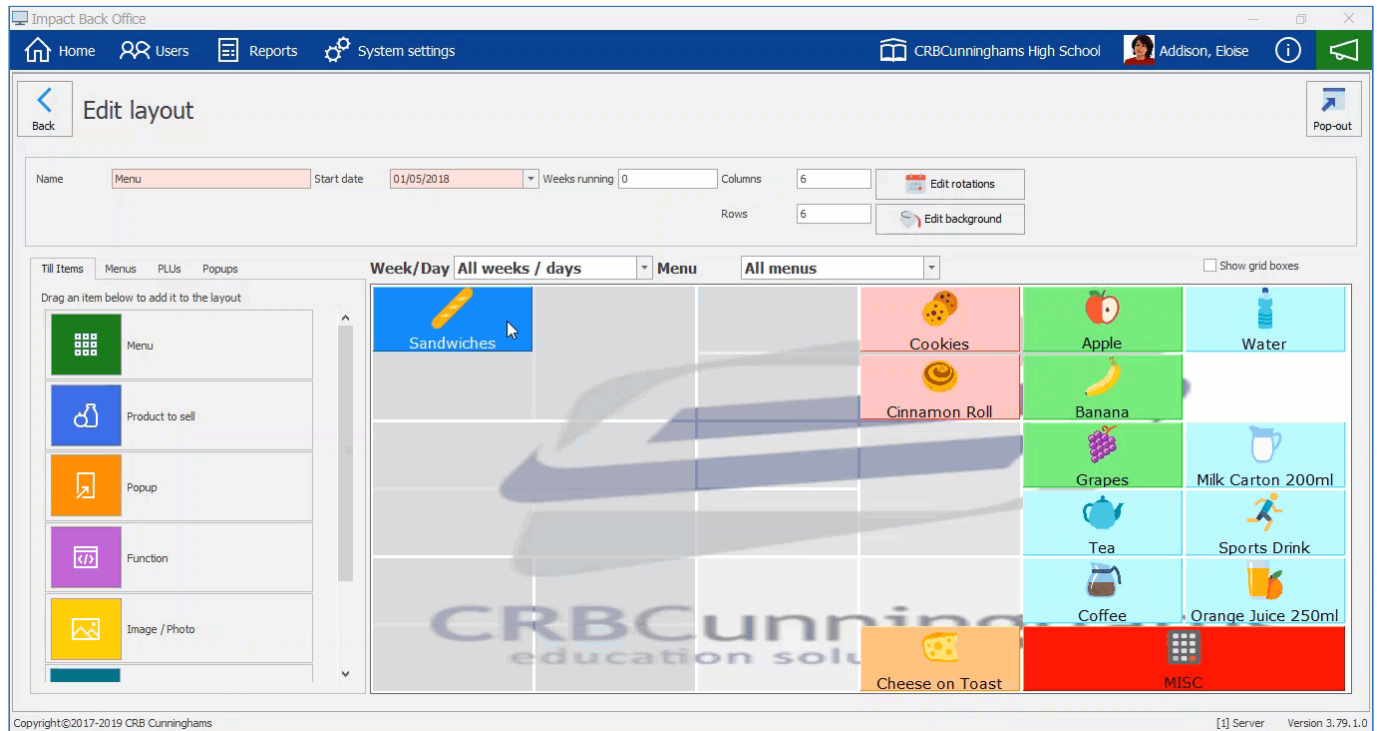 Impact Back Office
Home Users Reports System settings CRBCunninghams High School Addison, Eloise
Back Edit layout Pop-out
Name Menu Start date 01/05/2018 Weeks running 0 Columns 6 Edit rotations
Rows 6 Edit background
Till Items Menus PLUs Popups Week/Day All weeks / days Menu All menus Show grid boxes
Drag an item below to add it to the layout
Menu
Product to sell
Popup
Function
Image / Photo
Sandwiches Cookies Apple Water
Cinnamon Roll Banana
Grapes Milk Carton 200ml
Tea Sports Drink
Coffee Orange Juice 250ml
CRBCunning
education solu
Cheese on Toast MISC
Copyright©2017-2019 CRB Cunninghams [1] Server Version 3.79.1.0